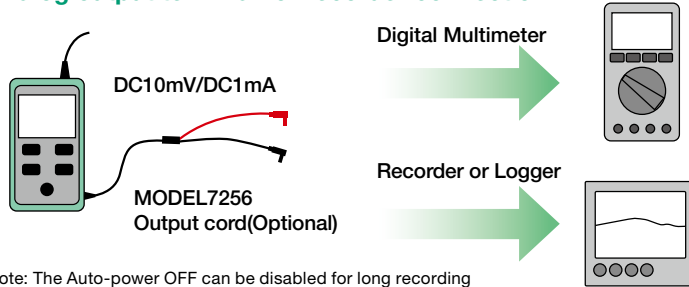 Digital Multimeter
DC10mV/DC1mA
Recorder or Logger
MODEL7256
Output cord(Optional)
ote: The Auto-power OFF can be disabled for long recording